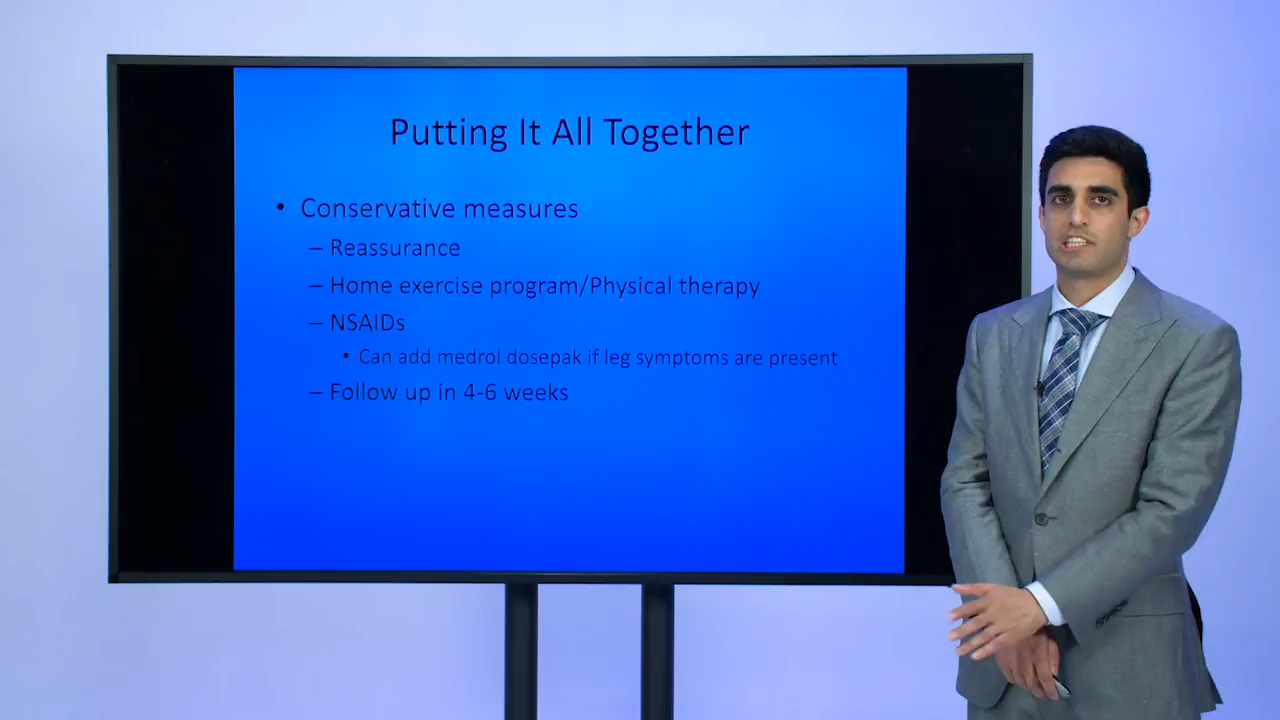 Putting It All Together
• Conservative measures
– Reassurance
– Home exercise program/Physical therapy
– NSAIDs
• Can add medrol dosepak if leg symptoms are present
– Follow up in 4-6 weeks